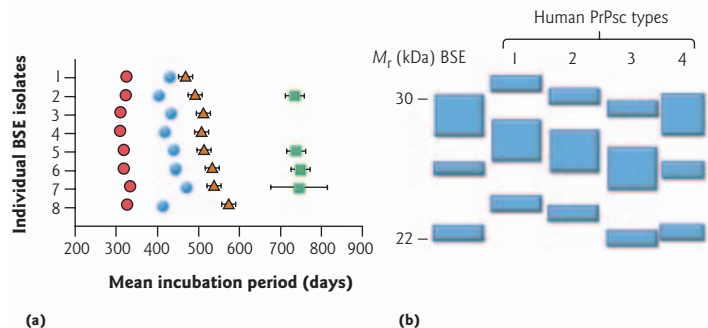 Individual BSE isolates
1
2
3
4
5
6
7
8
200 300 400 500 600 700 800 900
Mean incubation period (days)
(a)
Human PrPsc types
Mr (kDa) BSE 1 2 3 4
30
22
(b)